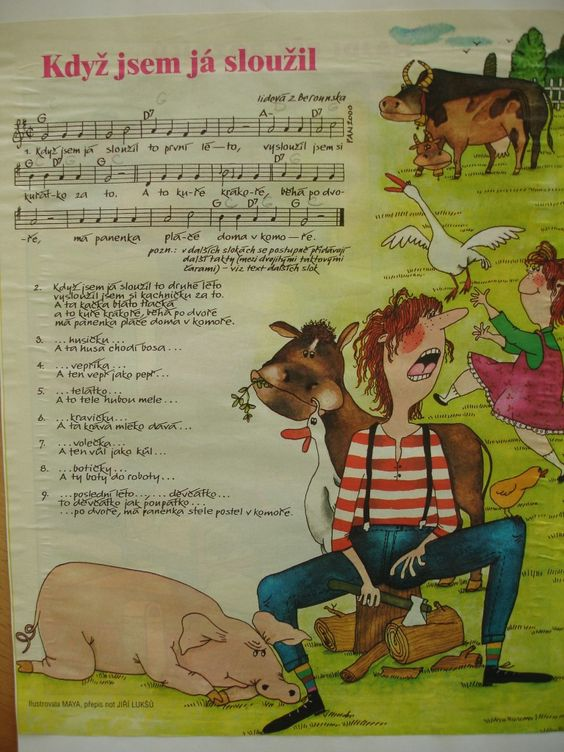 Když jsem já sloužil
lidová z Berounska
G D7 G A- D7
PAN 2000
1. Když jsem já sloužil to první lé-to, vysloužil jsem si
G D7 G C G
kuřát-ko za to. A to ku-ře kráko-ře, běhá po dvo-
G C D7 G
-ře, má panenka plá-če doma v komo-ře.
pozn.: v dalších slokách se postupně přidávají
další takty (mezi dvojitými taktovými
čarami) - viz text dalších slok
2. Když jsem já sloužil to druhé léto
vysloužil jsem si kachničku za to.
A ta kačka bláto tlačká
a to kuře krákoře, běhá po dvoře
má panenka pláče doma v komoře.
3. ...husičku...
A ta husa chodí bosa...
4. ...vepříka...
A ten vepř jako pepř...
5. ...telátko...
A to tele hubou mele...
6. ...kravičku...
A ta kráva mléko dává...
7. ...volečka...
A ten vůl jako kůl...
8. ...botičky...
A ty boty do roboty...
9. ...poslední léto..., ...děvčátko...
to děvčátko jak poupátko...
...po dvoře, má panenka stele postel v komoře.
Ilustrovala MAYA, přepis not JIŘÍ LUKŠŮ